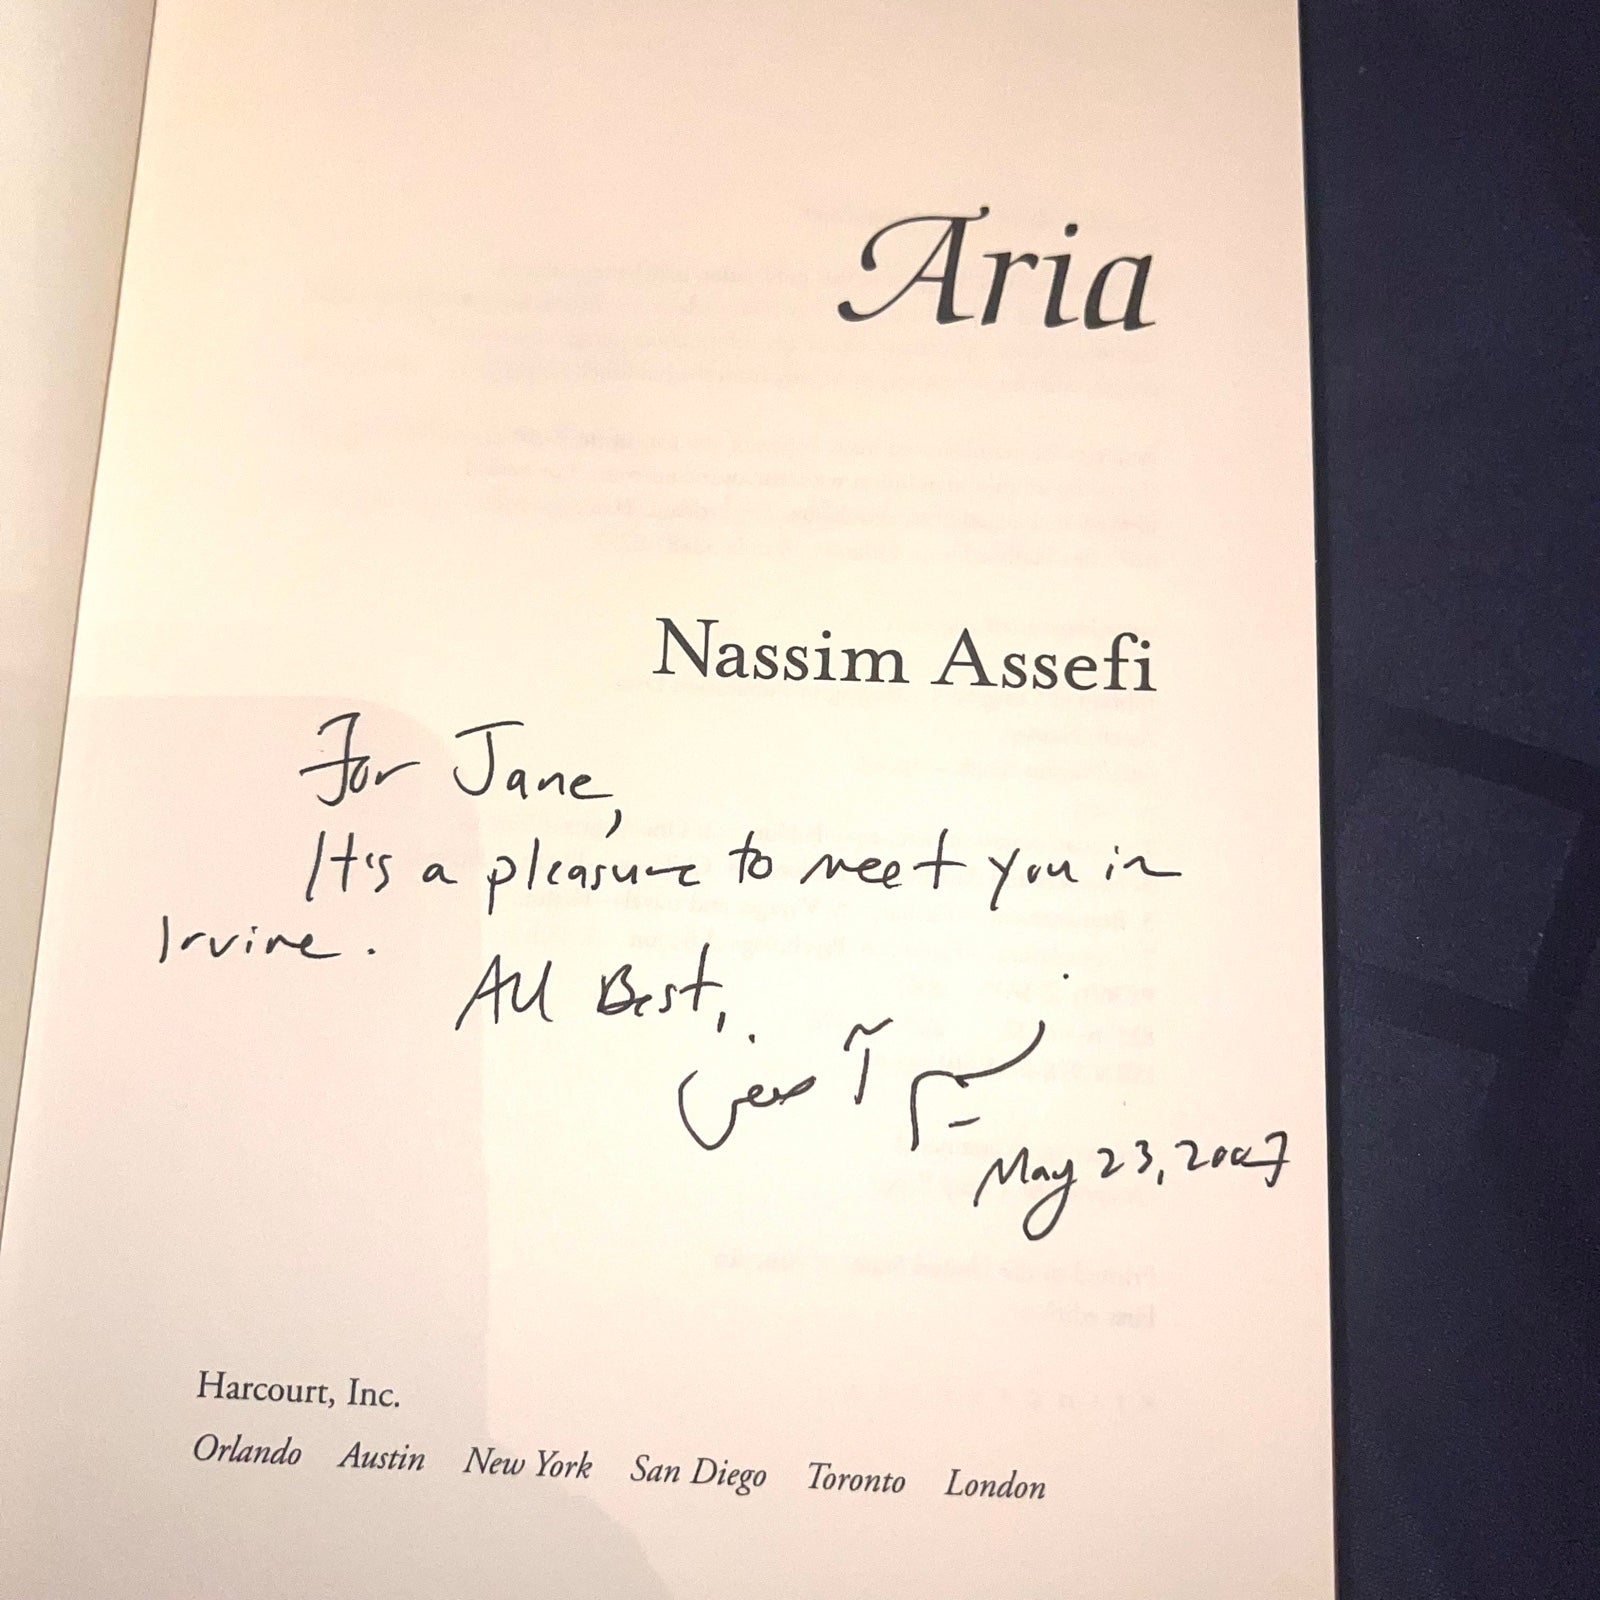 Aria
Nassim Assefi
For Jane,
It's a pleasure to meet you in
Irvine.
All Best,
May 23, 2007
Harcourt, Inc.
Orlando Austin New York San Diego Toronto London